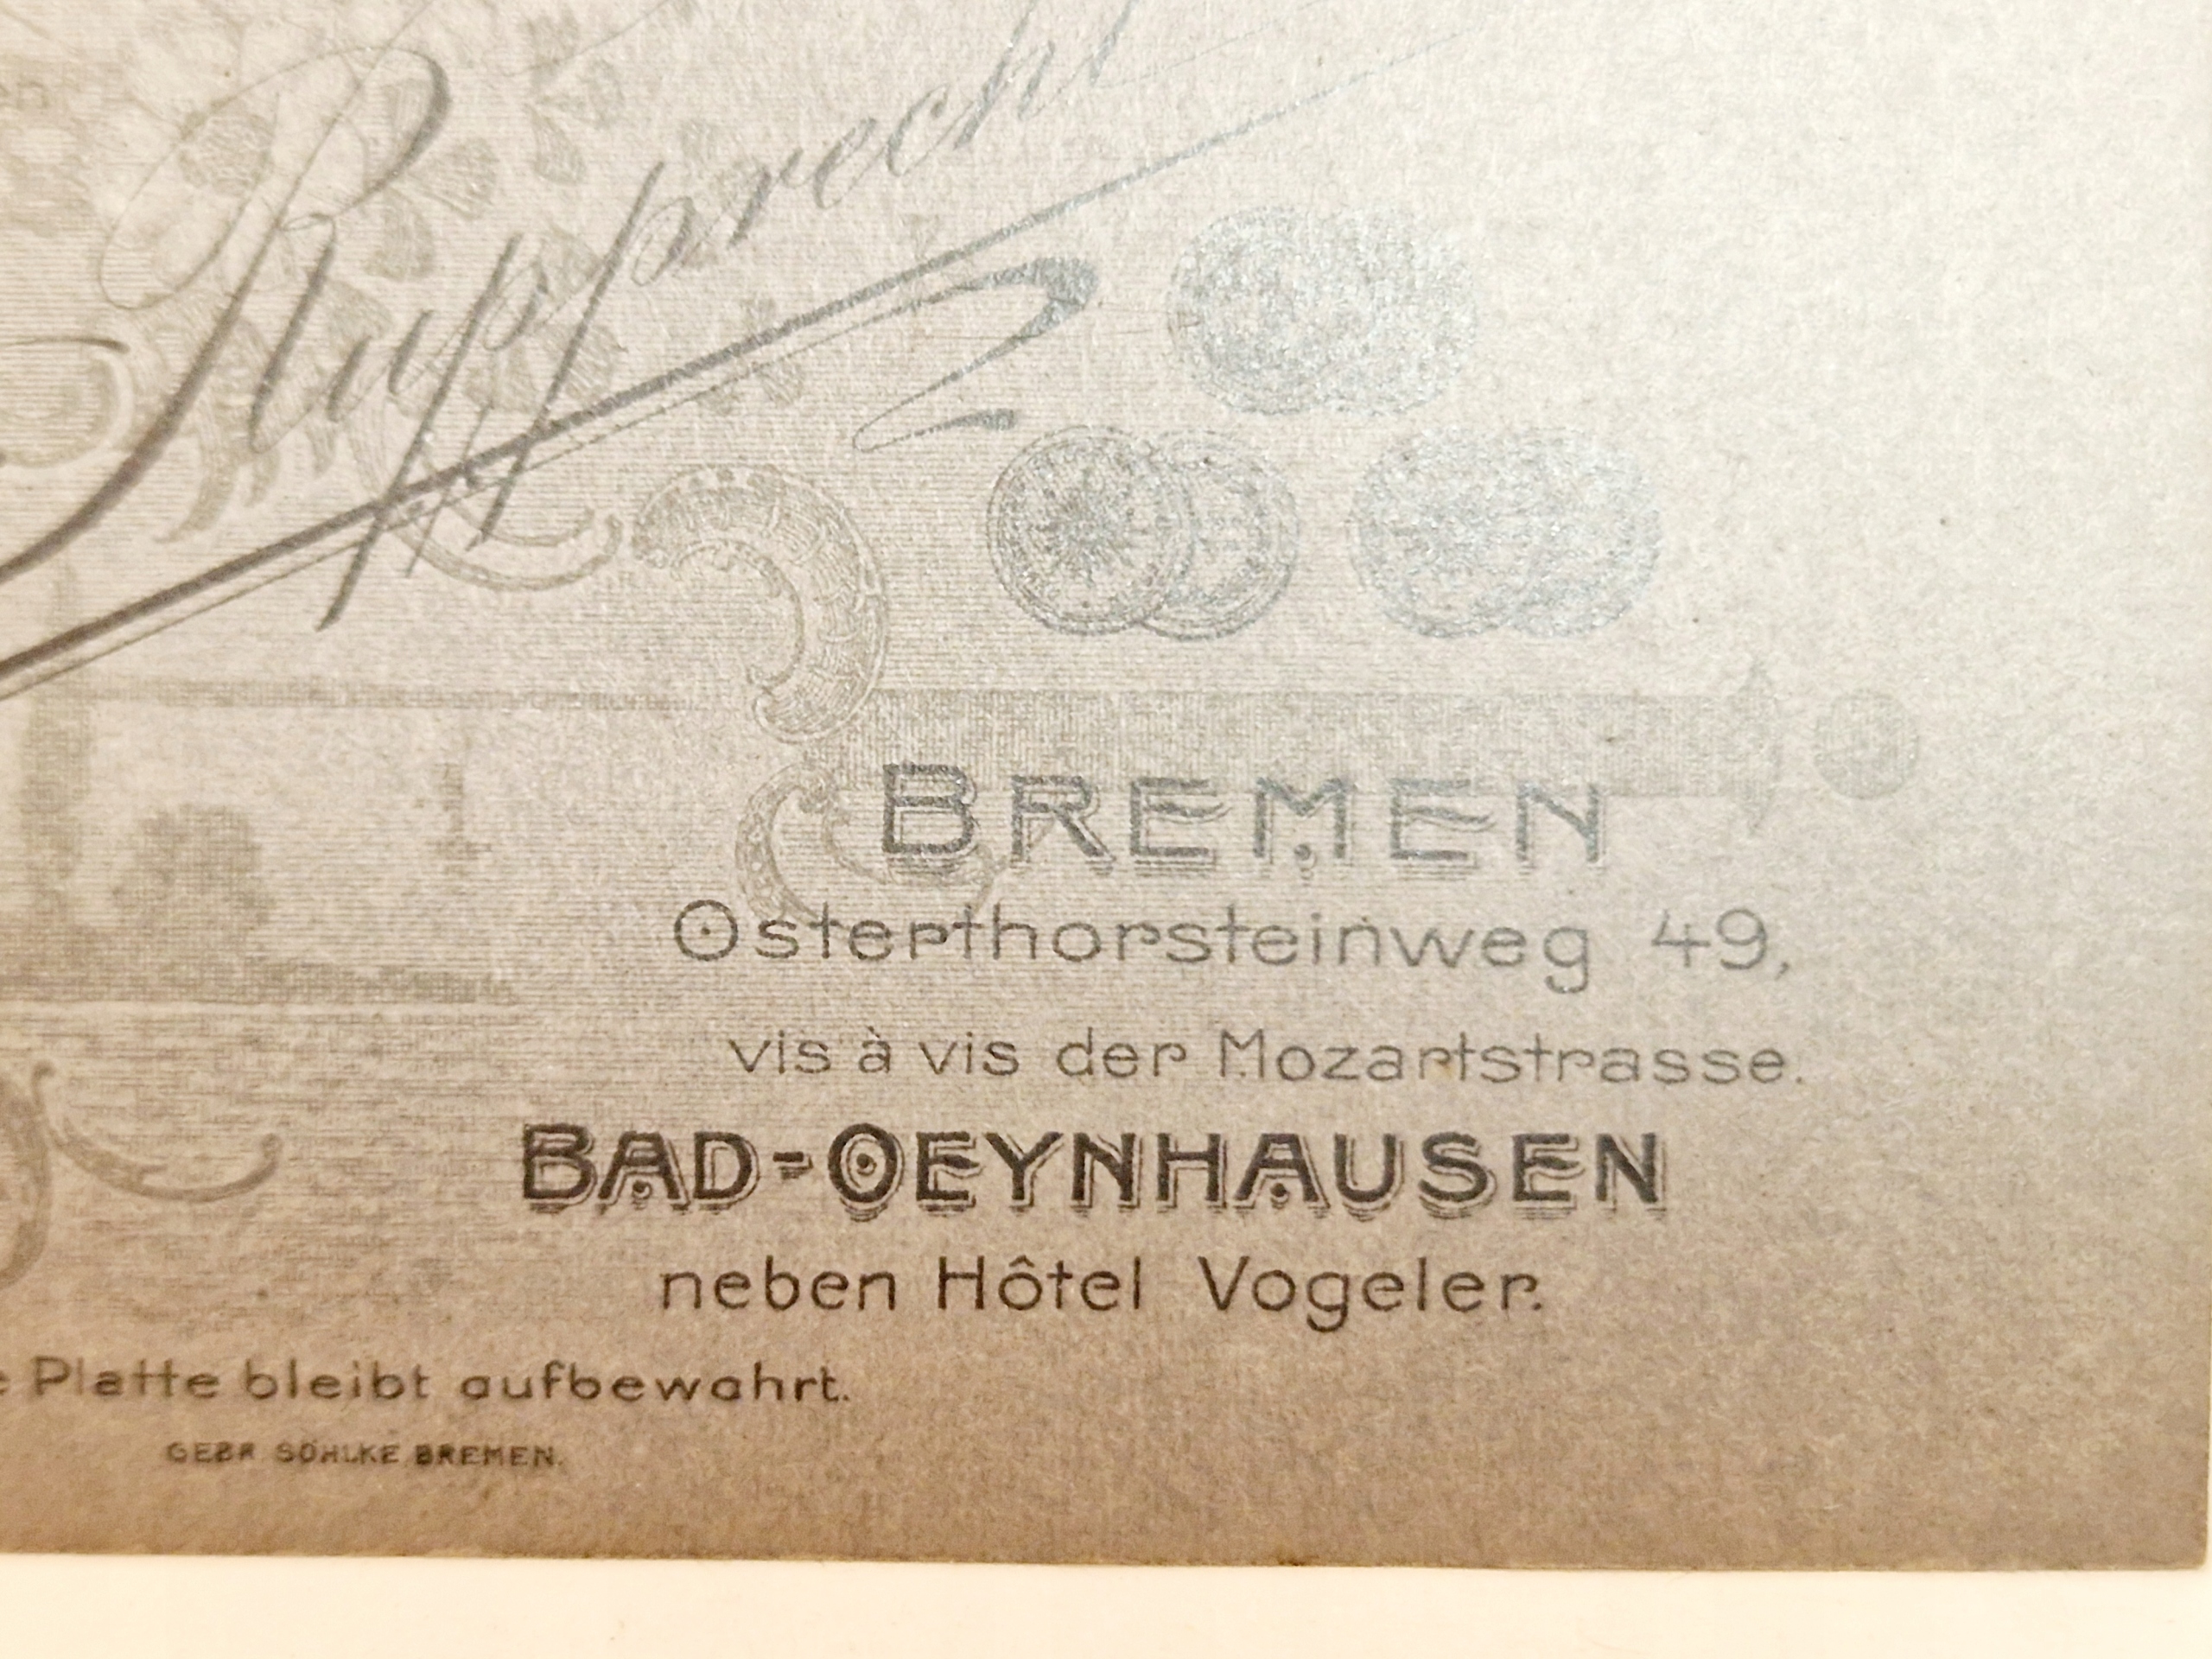 Rupprecht
BREMEN
Osterthorsteinweg 49,
vis à vis der Mozartstrasse.
BAD-OEYNHAUSEN
neben Hôtel Vogeler.
Platte bleibt aufbewahrt.
GEBR SÖHLKE BREMEN.